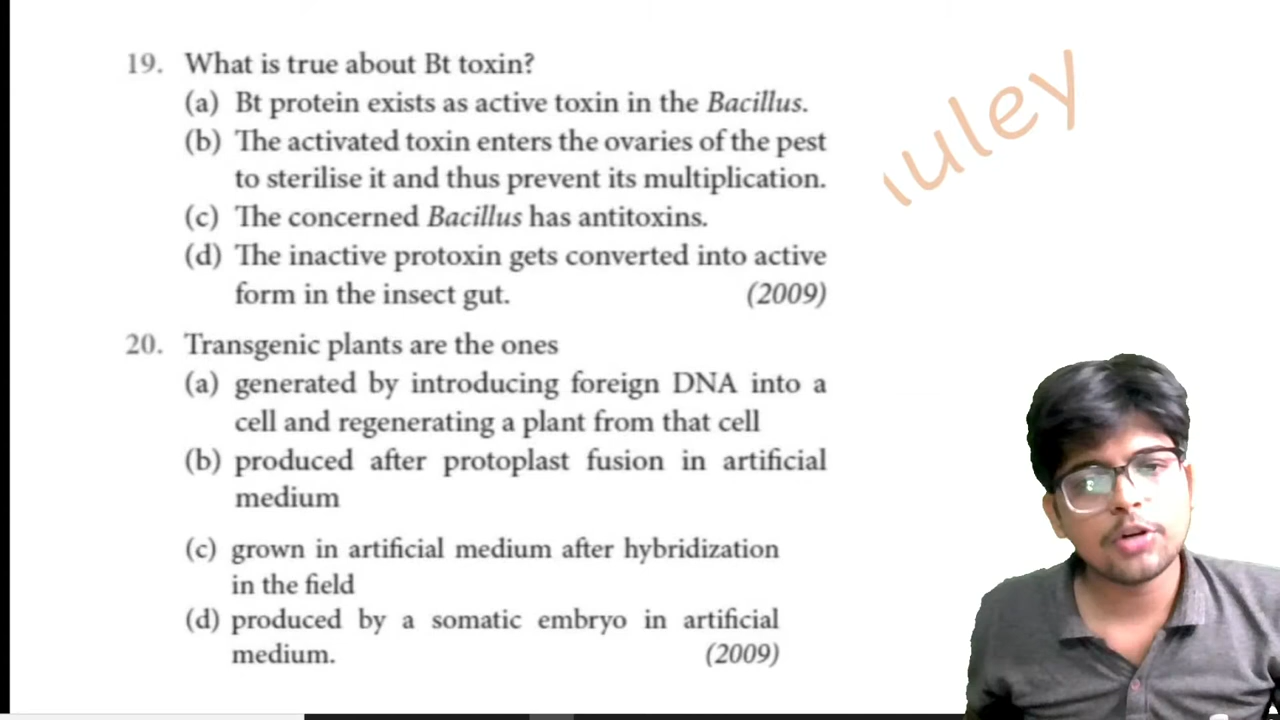 19. What is true about Bt toxin?
(a) Bt protein exists as active toxin in the Bacillus.
(b) The activated toxin enters the ovaries of the pest
to sterilise it and thus prevent its multiplication.
(c) The concerned Bacillus has antitoxins.
(d) The inactive protoxin gets converted into active
form in the insect gut. (2009)
20. Transgenic plants are the ones
(a) generated by introducing foreign DNA into a
cell and regenerating a plant from that cell
(b) produced after protoplast fusion in artificial
medium
(c) grown in artificial medium after hybridization
in the field
(d) produced by a somatic embryo in artificial
medium. (2009)